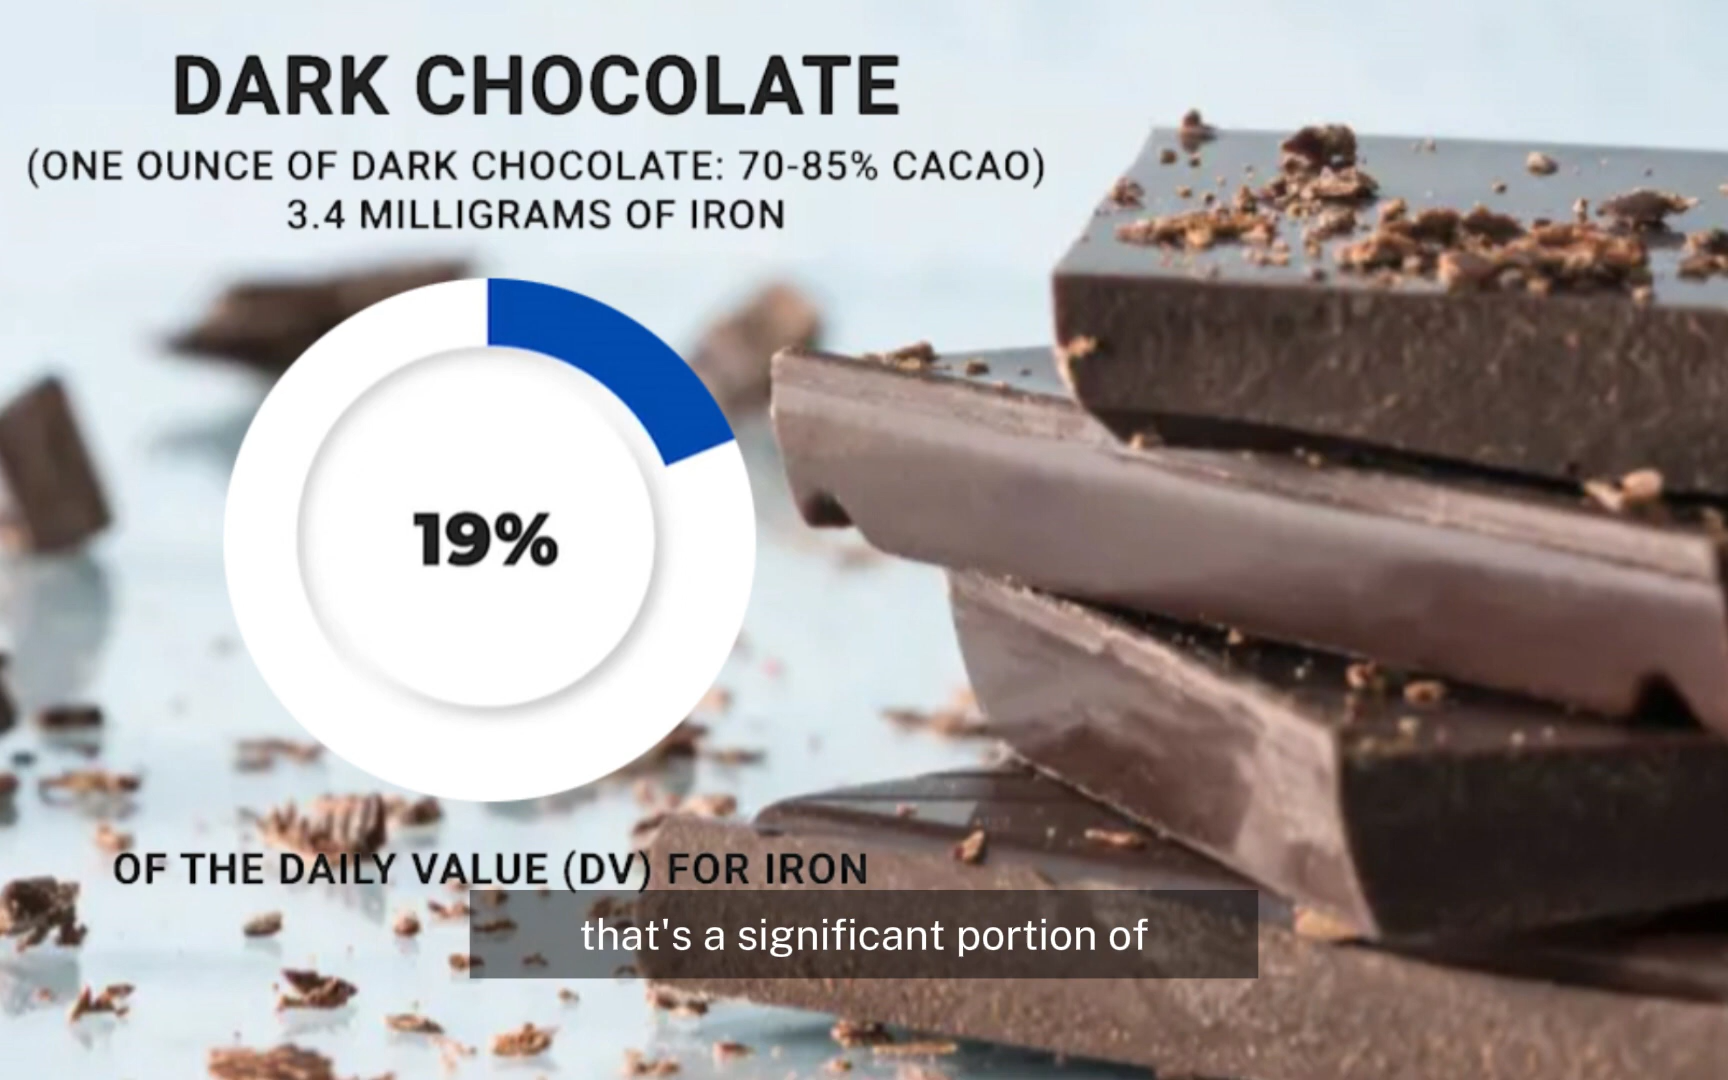 DARK CHOCOLATE
(ONE OUNCE OF DARK CHOCOLATE: 70-85% CACAO)
3.4 MILLIGRAMS OF IRON
19%
OF THE DAILY VALUE (DV) FOR IRON
that's a significant portion of